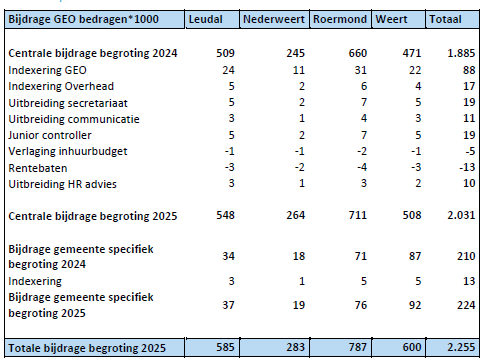 Bijdrage GEO bedragen*1000 Leudal Nederweert Roermond Weert Totaal
Centrale bijdrage begroting 2024 509 245 660 471 1.885
Indexering GEO 24 11 31 22 88
Indexering Overhead 5 2 6 4 17
Uitbreiding secretariaat 5 2 7 5 19
Uitbreiding communicatie 3 1 4 3 11
Junior controller 5 2 7 5 19
Verlaging inhuurbudget -1 -1 -2 -1 -5
Rentebaten -3 -2 -4 -3 -13
Uitbreiding HR advies 3 1 3 2 10
Centrale bijdrage begroting 2025 548 264 711 508 2.031
Bijdrage gemeente specifiek
begroting 2024 34 18 71 87 210
Indexering 3 1 5 5 13
Bijdrage gemeente specifiek
begroting 2025 37 19 76 92 224
Totale bijdrage begroting 2025 585 283 787 600 2.255